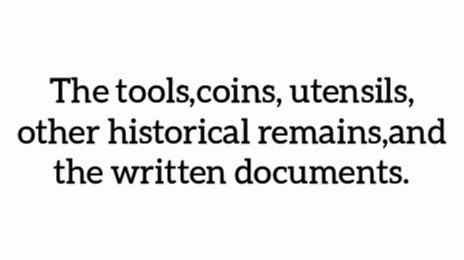 The tools,coins, utensils,
other historical remains,and
the written documents.